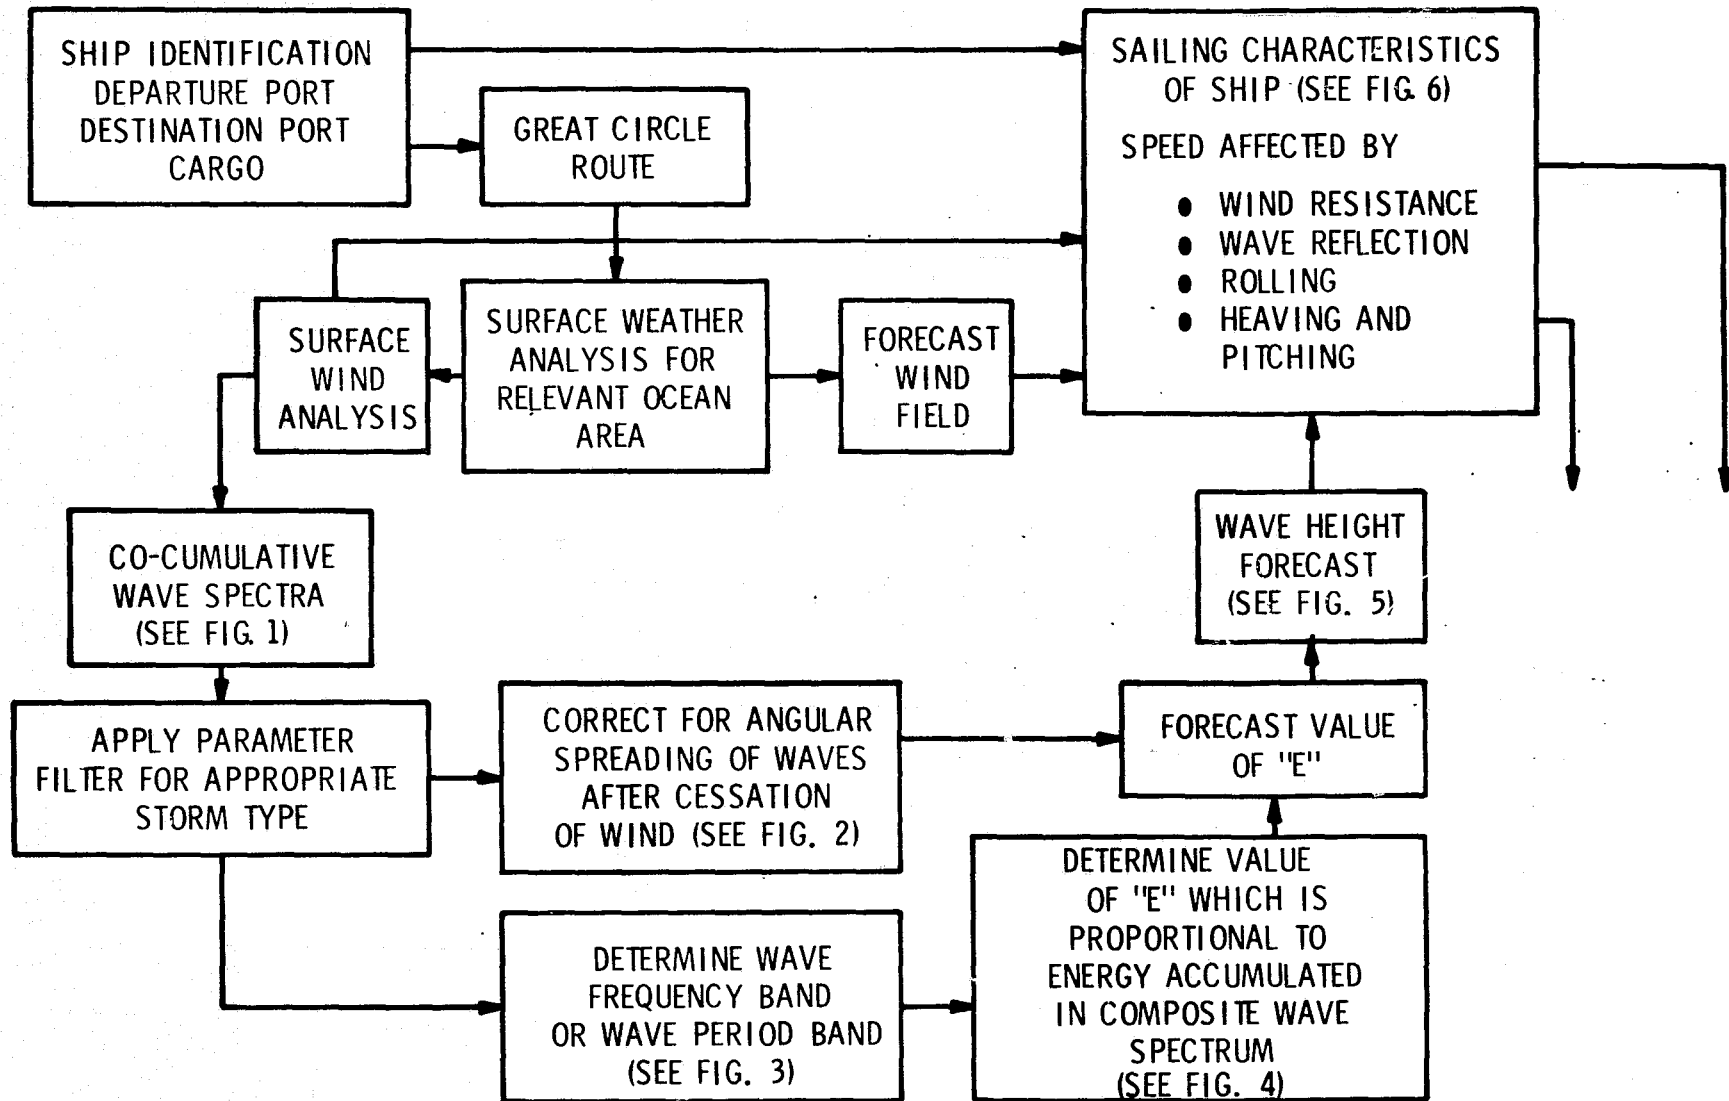 SHIP IDENTIFICATION
DEPARTURE PORT
DESTINATION PORT
CARGO
GREAT CIRCLE
ROUTE
SAILING CHARACTERISTICS
OF SHIP (SEE FIG. 6)
SPEED AFFECTED BY
● WIND RESISTANCE
● WAVE REFLECTION
● ROLLING
● HEAVING AND
PITCHING
SURFACE
WIND
ANALYSIS
SURFACE WEATHER
ANALYSIS FOR
RELEVANT OCEAN
AREA
FORECAST
WIND
FIELD
CO-CUMULATIVE
WAVE SPECTRA
(SEE FIG. 1)
WAVE HEIGHT
FORECAST
(SEE FIG. 5)
APPLY PARAMETER
FILTER FOR APPROPRIATE
STORM TYPE
CORRECT FOR ANGULAR
SPREADING OF WAVES
AFTER CESSATION
OF WIND (SEE FIG. 2)
FORECAST VALUE
OF "E"
DETERMINE WAVE
FREQUENCY BAND
OR WAVE PERIOD BAND
(SEE FIG. 3)
DETERMINE VALUE
OF "E" WHICH IS
PROPORTIONAL TO
ENERGY ACCUMULATED
IN COMPOSITE WAVE
SPECTRUM
(SEE FIG. 4)